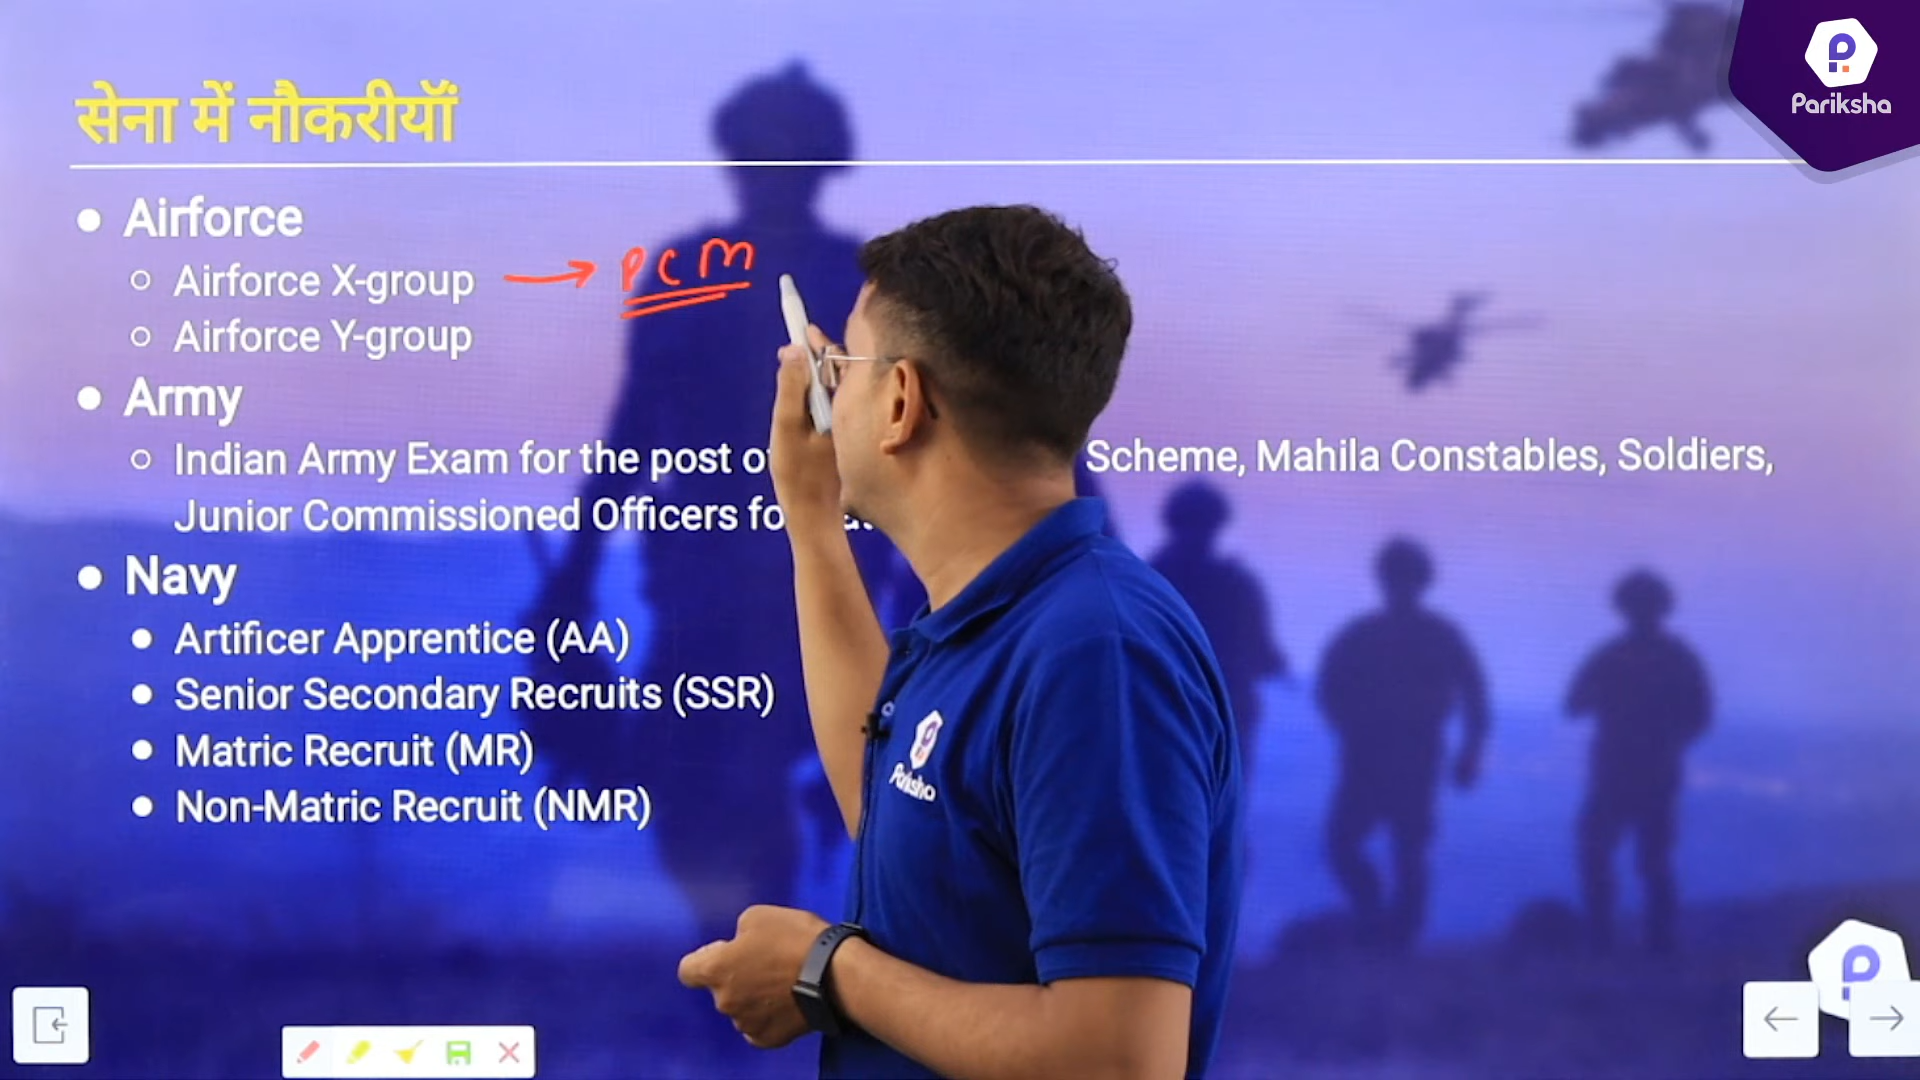 Pariksha
सेना में नौकरीयॉं
Airforce
Airforce X-group → PCM
Airforce Y-group
Army
Indian Army Exam for the post Scheme, Mahila Constables, Soldiers,
Junior Commissioned Officers
Navy
Artificer Apprentice (AA)
Senior Secondary Recruits (SSR)
Matric Recruit (MR)
Non-Matric Recruit (NMR)
Pariksha